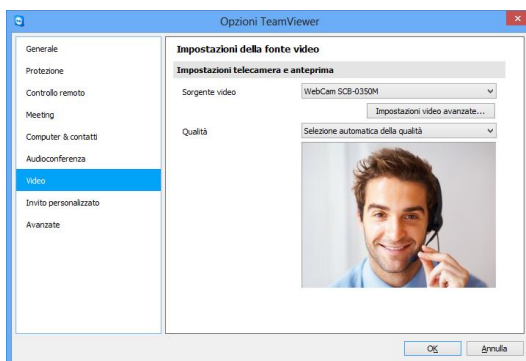 Opzioni TeamViewer
Generale
Protezione
Controllo remoto
Meeting
Computer & contatti
Audioconferenza
Video
Invito personalizzato
Avanzate
Impostazioni della fonte video
Impostazioni telecamera e anteprima
Sorgente video
WebCam SCB-0350M
Impostazioni video avanzate...
Qualità
Selezione automatica della qualità
OK
Annulla